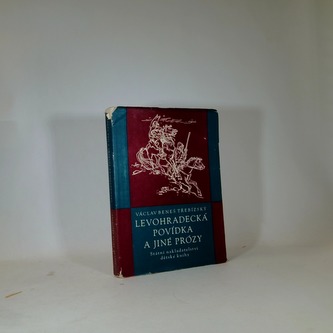 VÁCLAV BENEŠ TŘEBÍZSKÝ
LEVOHRADECKÁ
POVÍDKA
A JINÉ PRÓZY
Státní nakladatelství
dětské knihy